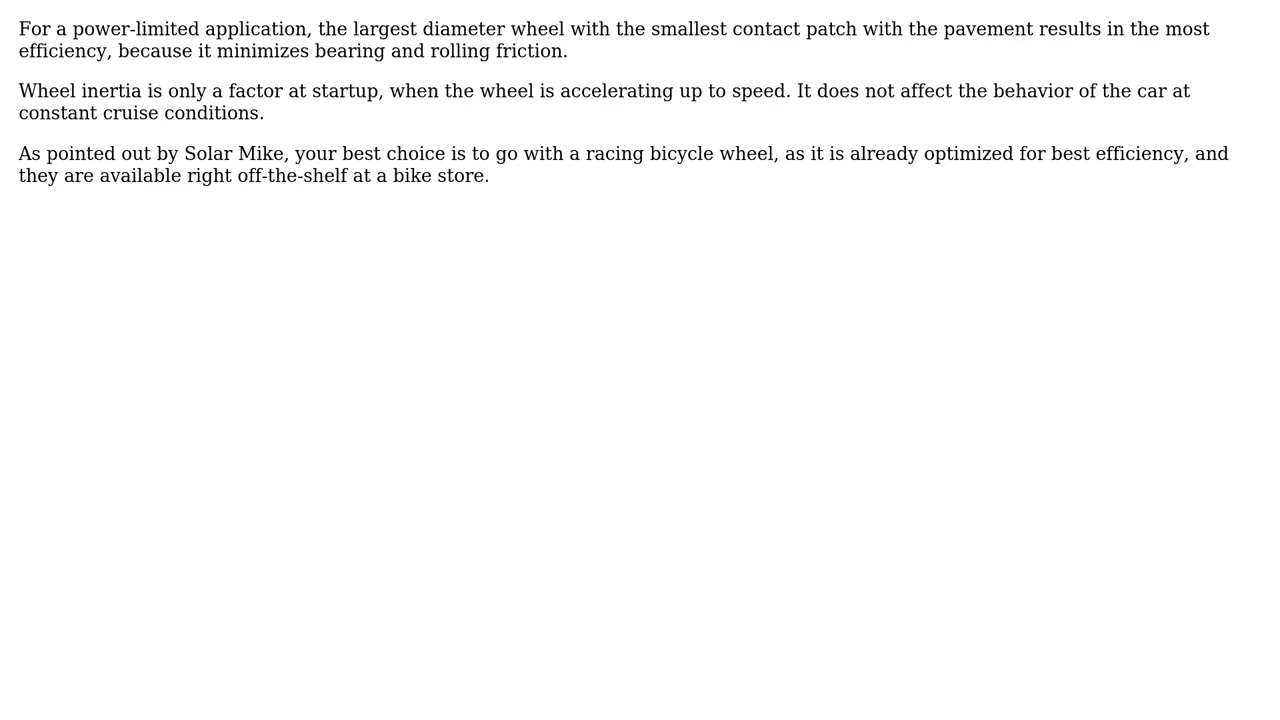 For a power-limited application, the largest diameter wheel with the smallest contact patch with the pavement results in the most
efficiency, because it minimizes bearing and rolling friction.
Wheel inertia is only a factor at startup, when the wheel is accelerating up to speed. It does not affect the behavior of the car at
constant cruise conditions.
As pointed out by Solar Mike, your best choice is to go with a racing bicycle wheel, as it is already optimized for best efficiency, and
they are available right off-the-shelf at a bike store.